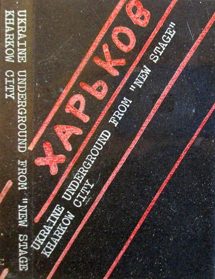 UKRAINE UNDERGROUND FROM "NEW STAGE
KHARKOW CITY
ХАРЬКОВ
UKRAINE UNDERGROUND FROM "NEW STAGE"
KHARKOW CITY